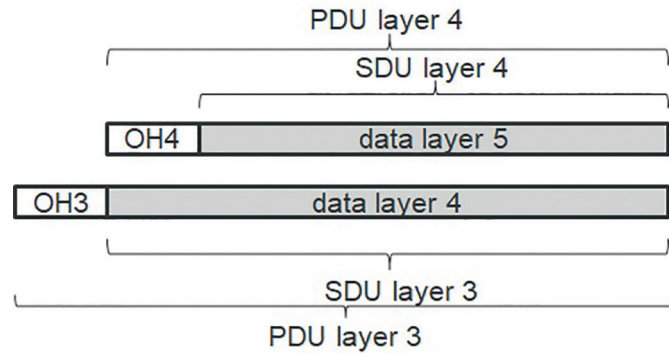 PDU layer 4
SDU layer 4
OH4 data layer 5
OH3 data layer 4
SDU layer 3
PDU layer 3